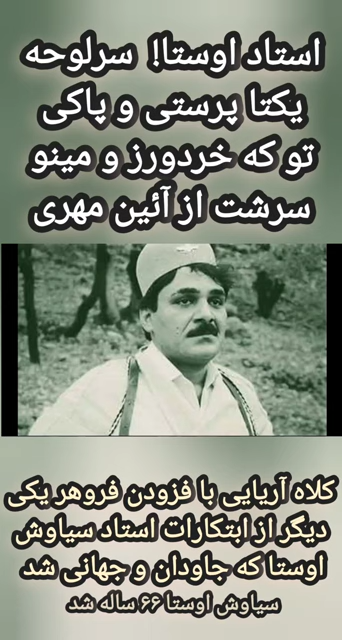 استاد اوستا! سرلوحه
یکتا پرستی و پاکی
تو که خردورز و مینو
سرشت از آئین مهری
کلاه آریایی با فزودن فروهر یکی
دیگر از ابتکارات استاد سیاوش
اوستا که جاودان و جهانی شد
سیاوش اوستا ۶۶ ساله شد